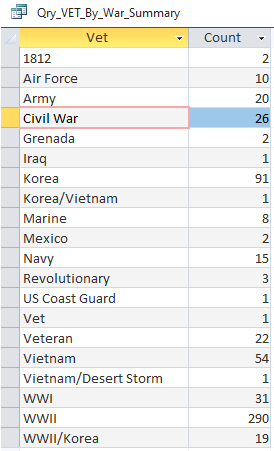 Qry_VET_By_War_Summary
Vet Count
1812 2
Air Force 10
Army 20
Civil War 26
Grenada 2
Iraq 1
Korea 91
Korea/Vietnam 1
Marine 8
Mexico 2
Navy 15
Revolutionary 3
US Coast Guard 1
Vet 1
Veteran 22
Vietnam 54
Vietnam/Desert Storm 1
WWI 31
WWII 290
WWII/Korea 19